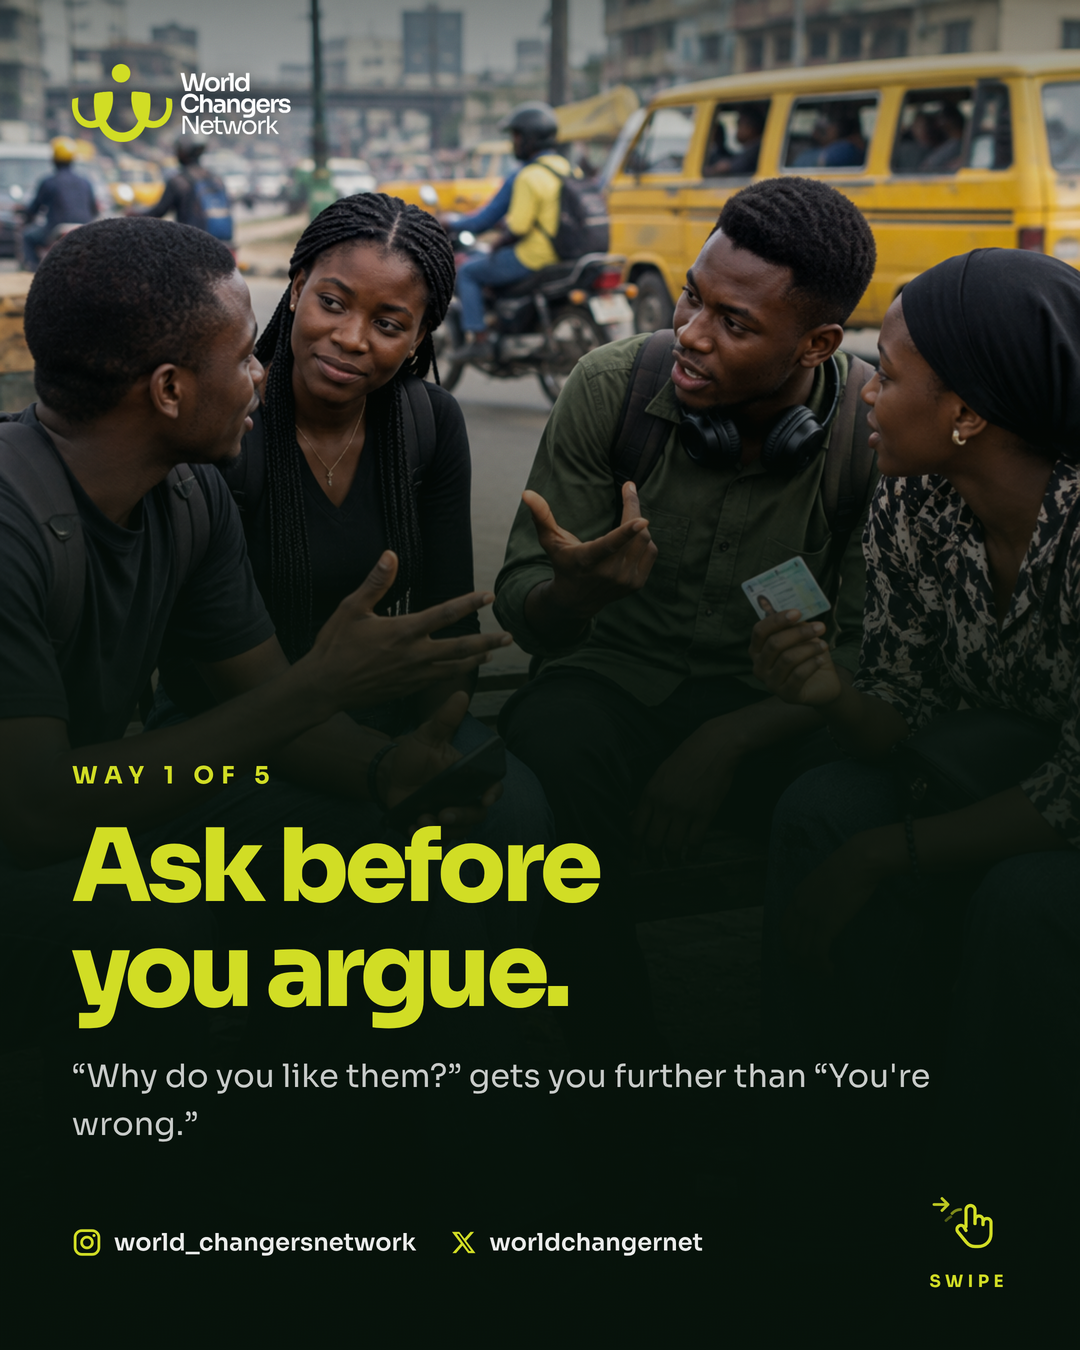 World
Changers
Network
WAY 1 OF 5
Ask before
you argue.
“Why do you like them?” gets you further than “You're
wrong.”
world_changersnetwork
worldchangernet
SWIPE